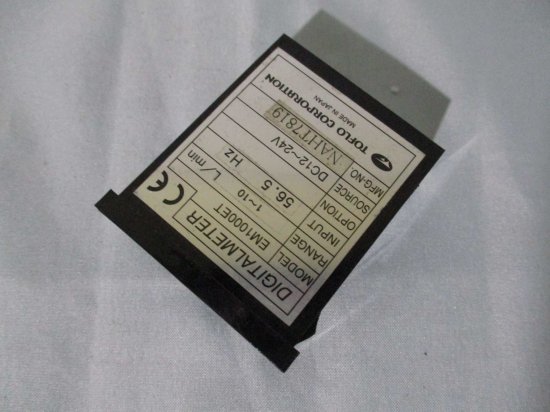 DIGITALMETER
MODEL EM1000ET
RANGE 1~10 L/min
INPUT 56.5 Hz
OPTION
SOURCE DC12~24V
MFG-NO NAHT7819
TOFLO CORPORATION
MADE IN JAPAN
CE